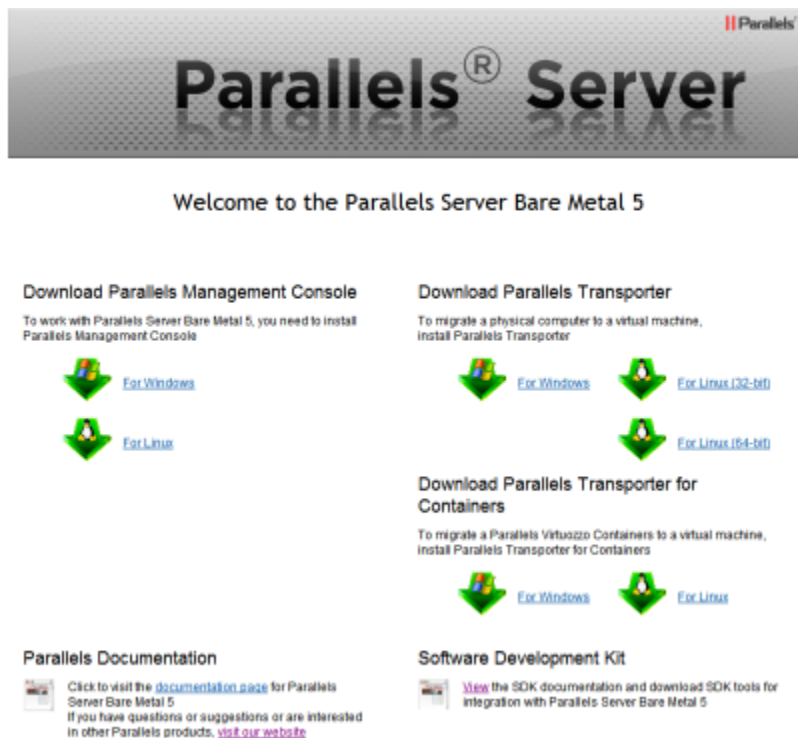 Parallels®
Parallels® Server
Welcome to the Parallels Server Bare Metal 5
Download Parallels Management Console
To work with Parallels Server Bare Metal 5, you need to install
Parallels Management Console
For Windows
For Linux
Download Parallels Transporter
To migrate a physical computer to a virtual machine,
install Parallels Transporter
For Windows
For Linux (32-bit)
For Linux (64-bit)
Download Parallels Transporter for
Containers
To migrate a Parallels Virtuozzo Containers to a virtual machine,
install Parallels Transporter for Containers
For Windows
For Linux
Parallels Documentation
Click to visit the documentation page for Parallels
Server Bare Metal 5
If you have questions or suggestions or are interested
in other Parallels products, visit our website
Software Development Kit
View the SDK documentation and download SDK tools for
integration with Parallels Server Bare Metal 5